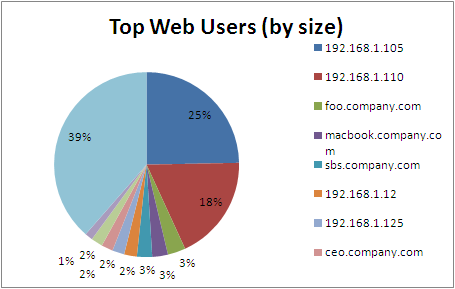 Top Web Users (by size)
192.168.1.105
192.168.1.110
foo.company.com
macbook.company.co
m
sbs.company.com
192.168.1.12
192.168.1.125
ceo.company.com
25%
18%
3%
3%
3%
2%
2%
2%
2%
2%
1%
39%